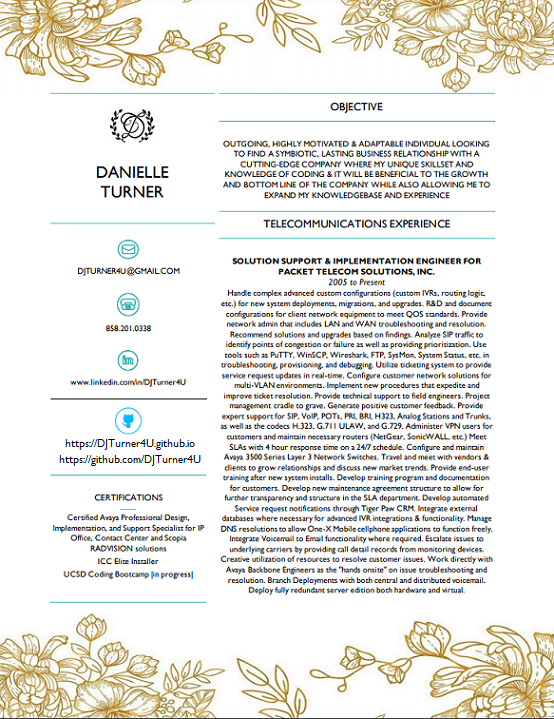 DANIELLE
TURNER
DJTURNER4U@GMAIL.COM
858.201.0338
www.linkedin.com/in/DJTurner4U
https://DJTurner4U.github.io
https://github.com/DJTurner4U
CERTIFICATIONS
Certified Avaya Professional Design,
Implementation, and Support Specialist for IP
Office, Contact Center and Scopia
RADVISION solutions
ICC Elite Installer
UCSD Coding Bootcamp [in progress]
OBJECTIVE
OUTGOING, HIGHLY MOTIVATED & ADAPTABLE INDIVIDUAL LOOKING
TO FIND A SYMBIOTIC, LASTING BUSINESS RELATIONSHIP WITH A
CUTTING-EDGE COMPANY WHERE MY UNIQUE SKILLSET AND
KNOWLEDGE OF CODING & IT WILL BE BENEFICIAL TO THE GROWTH
AND BOTTOM LINE OF THE COMPANY WHILE ALSO ALLOWING ME TO
EXPAND MY KNOWLEDGEBASE AND EXPERIENCE
TELECOMMUNICATIONS EXPERIENCE
SOLUTION SUPPORT & IMPLEMENTATION ENGINEER FOR
PACKET TELECOM SOLUTIONS, INC.
2005 to Present
Handle complex advanced custom configurations (custom IVRs, routing logic,
etc.) for new system deployments, migrations, and upgrades. R&D and document
configurations for client network equipment to meet QOS standards. Provide
network admin that includes LAN and WAN troubleshooting and resolution.
Recommend solutions and upgrades based on findings. Analyze SIP traffic to
identify points of congestion or failure as well as providing prioritization. Use
tools such as PuTTY, WinSCP, Wireshark, FTP, SysMon, System Status, etc. in
troubleshooting, provisioning, and debugging. Utilize ticketing system to provide
service request updates in real-time. Configure customer network solutions for
multi-VLAN environments. Implement new procedures that expedite and
improve ticket resolution. Provide technical support to field engineers. Project
management cradle to grave. Generate positive customer feedback. Provide
expert support for SIP, VoIP, POTs, PRI, BRI, H323, Analog Stations and Trunks,
as well as the codecs H.323, G.711 ULAW, and G.729. Administer VPN users for
customers and maintain necessary routers (NetGear, SonicWALL, etc.) Meet
SLAs with 4 hour response time on a 24/7 schedule. Configure and maintain
Avaya 3500 Series Layer 3 Network Switches. Travel and meet with vendors &
clients to grow relationships and discuss new market trends. Provide end-user
training after new system installs. Develop training program and documentation
for customers. Develop new maintenance agreement structure to allow for
further transparency and structure in the SLA department. Develop automated
Service request notifications through Tiger Paw CRM. Integrate external
databases where necessary for advanced IVR integrations & functionality. Manage
DNS resolutions to allow One-X Mobile cellphone applications to function freely.
Integrate Voicemail to Email functionality where required. Escalate issues to
underlying carriers by providing call detail records from monitoring devices.
Creative utilization of resources to resolve customer issues. Work directly with
Avaya Backbone Engineers as the "hands onsite" on issue troubleshooting and
resolution. Branch Deployments with both central and distributed voicemail.
Deploy fully redundant server edition both hardware and virtual.